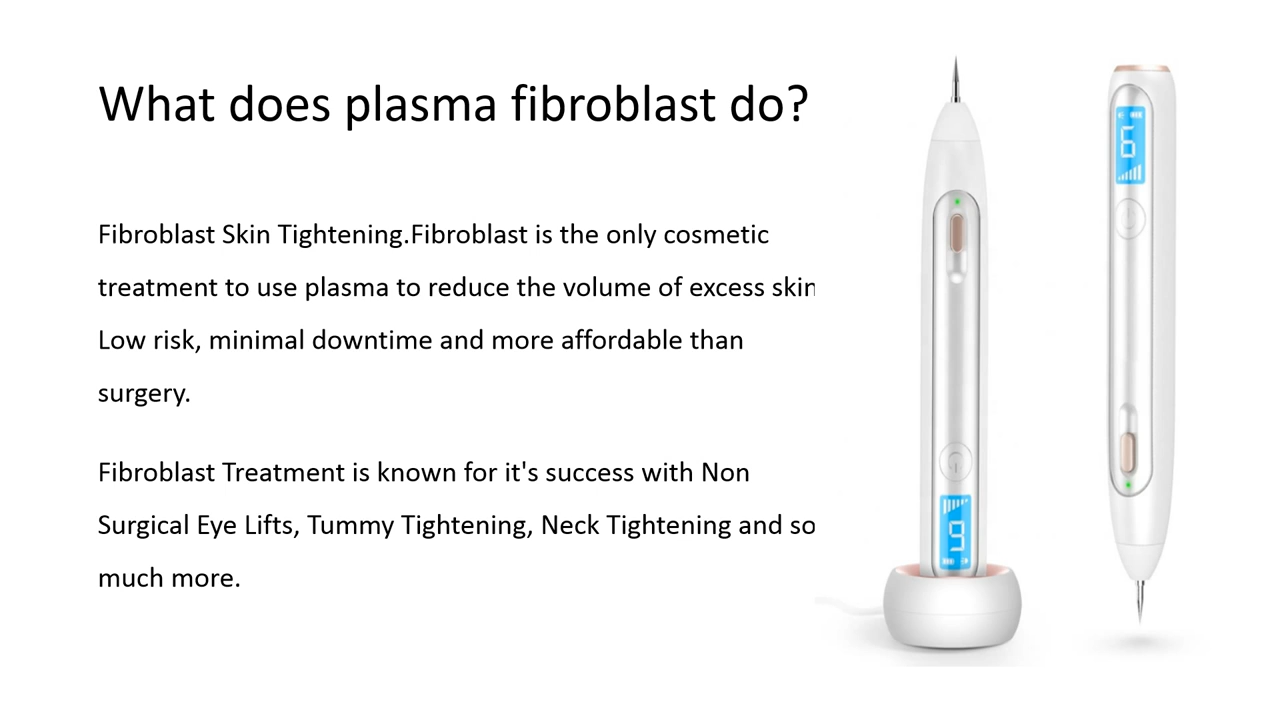 What does plasma fibroblast do?
Fibroblast Skin Tightening.Fibroblast is the only cosmetic
treatment to use plasma to reduce the volume of excess skin
Low risk, minimal downtime and more affordable than
surgery.
Fibroblast Treatment is known for it's success with Non
Surgical Eye Lifts, Tummy Tightening, Neck Tightening and so
much more.
6
6